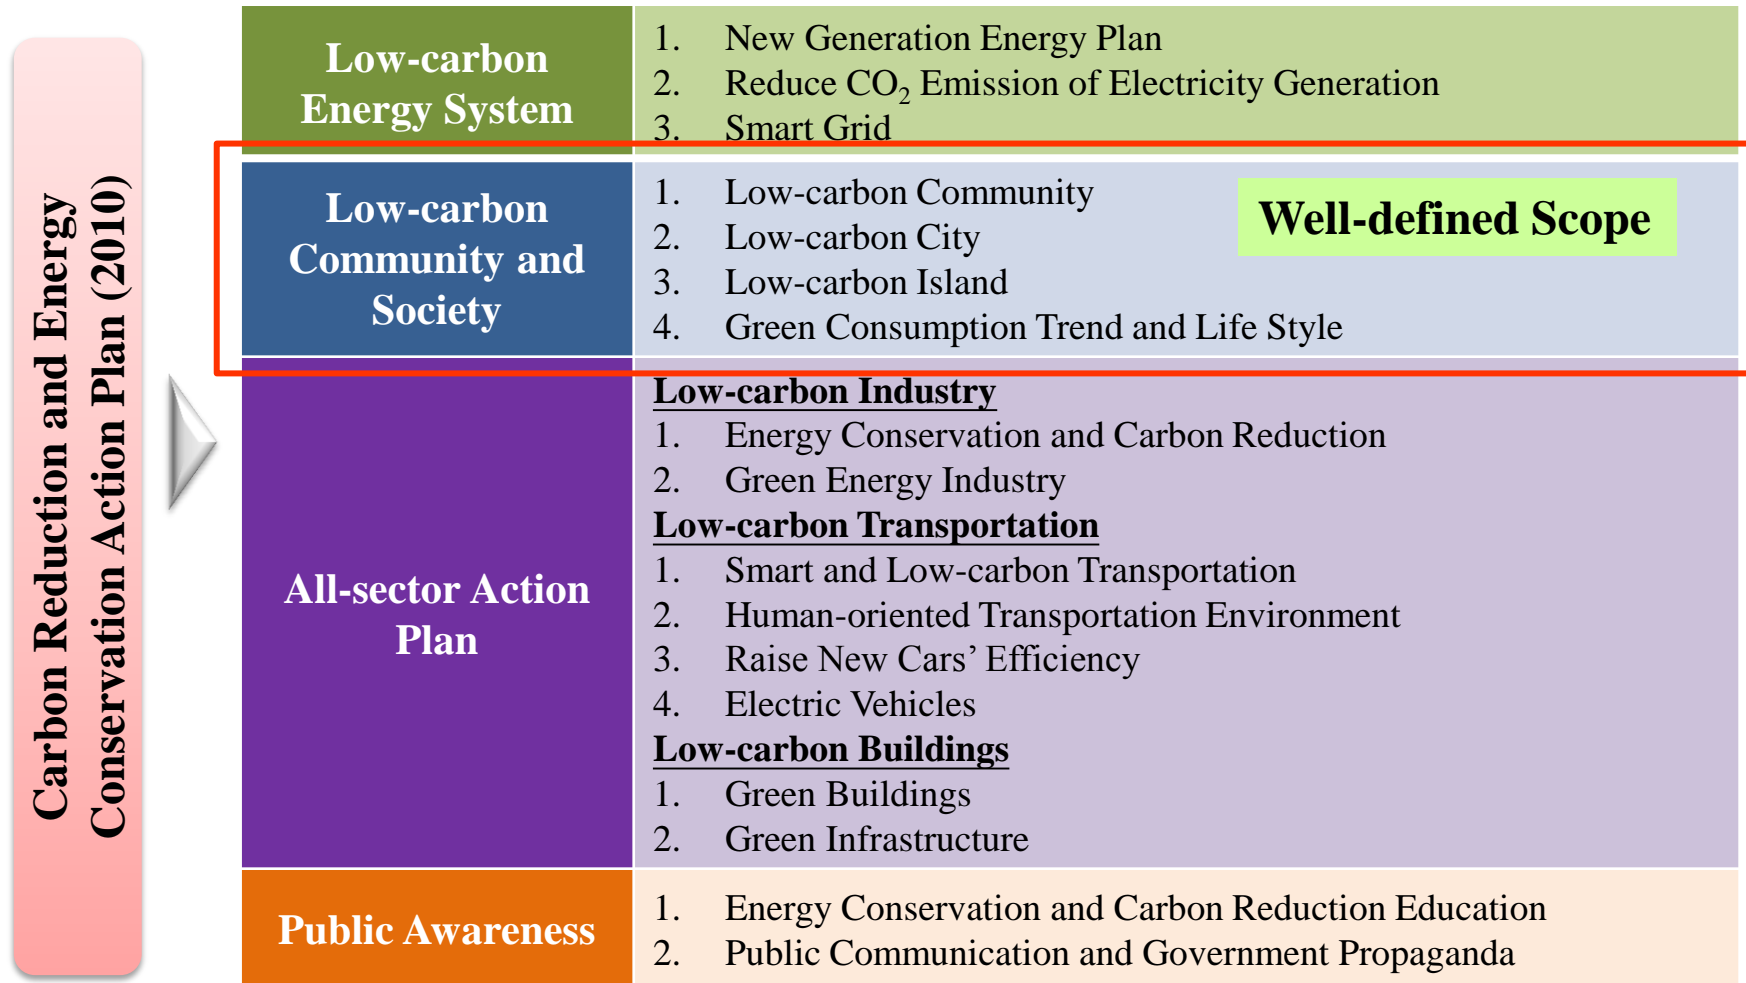 Carbon Reduction and Energy
Conservation Action Plan (2010)
Low-carbon
Energy System
1. New Generation Energy Plan
2. Reduce CO₂ Emission of Electricity Generation
3. Smart Grid
Low-carbon
Community and
Society
1. Low-carbon Community
2. Low-carbon City
3. Low-carbon Island
4. Green Consumption Trend and Life Style
Well-defined Scope
All-sector Action
Plan
Low-carbon Industry
1. Energy Conservation and Carbon Reduction
2. Green Energy Industry
Low-carbon Transportation
1. Smart and Low-carbon Transportation
2. Human-oriented Transportation Environment
3. Raise New Cars’ Efficiency
4. Electric Vehicles
Low-carbon Buildings
1. Green Buildings
2. Green Infrastructure
Public Awareness
1. Energy Conservation and Carbon Reduction Education
2. Public Communication and Government Propaganda